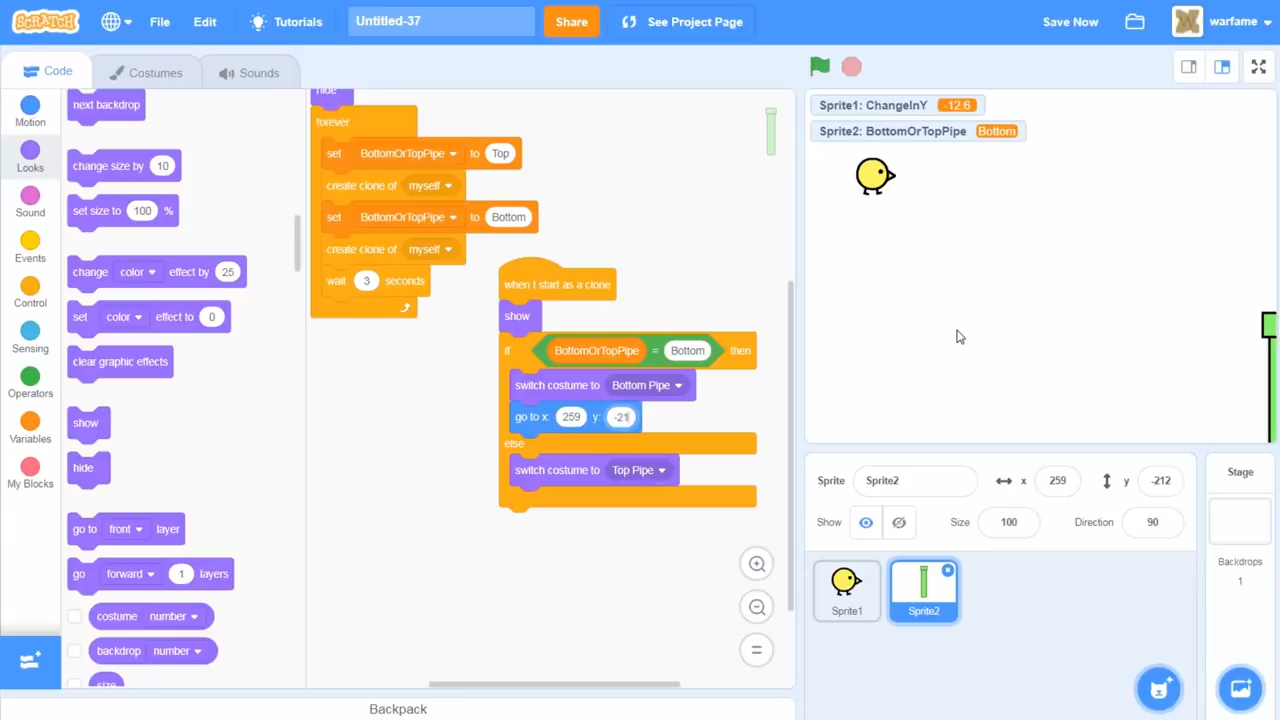 SCRATCH
File
Edit
Tutorials
Untitled-37
Share
See Project Page
Save Now
warfame
Code
Costumes
Sounds
Motion
Looks
Sound
Events
Control
Sensing
Operators
Variables
My Blocks
next backdrop
change size by 10
set size to 100 %
change color effect by 25
set color effect to 0
clear graphic effects
show
hide
go to front layer
go forward 1 layers
costume number
backdrop number
size
hide
forever
set BottomOrTopPipe to Top
create clone of myself
set BottomOrTopPipe to Bottom
create clone of myself
wait 3 seconds
when I start as a clone
show
if BottomOrTopPipe = Bottom then
switch costume to Bottom Pipe
go to x: 259 y: -21
else
switch costume to Top Pipe
Backpack
Sprite1: ChangeInY -12.6
Sprite2: BottomOrTopPipe Bottom
Sprite Sprite2 x 259 y -212
Show Size 100 Direction 90
Sprite1
Sprite2
Stage
Backdrops
1